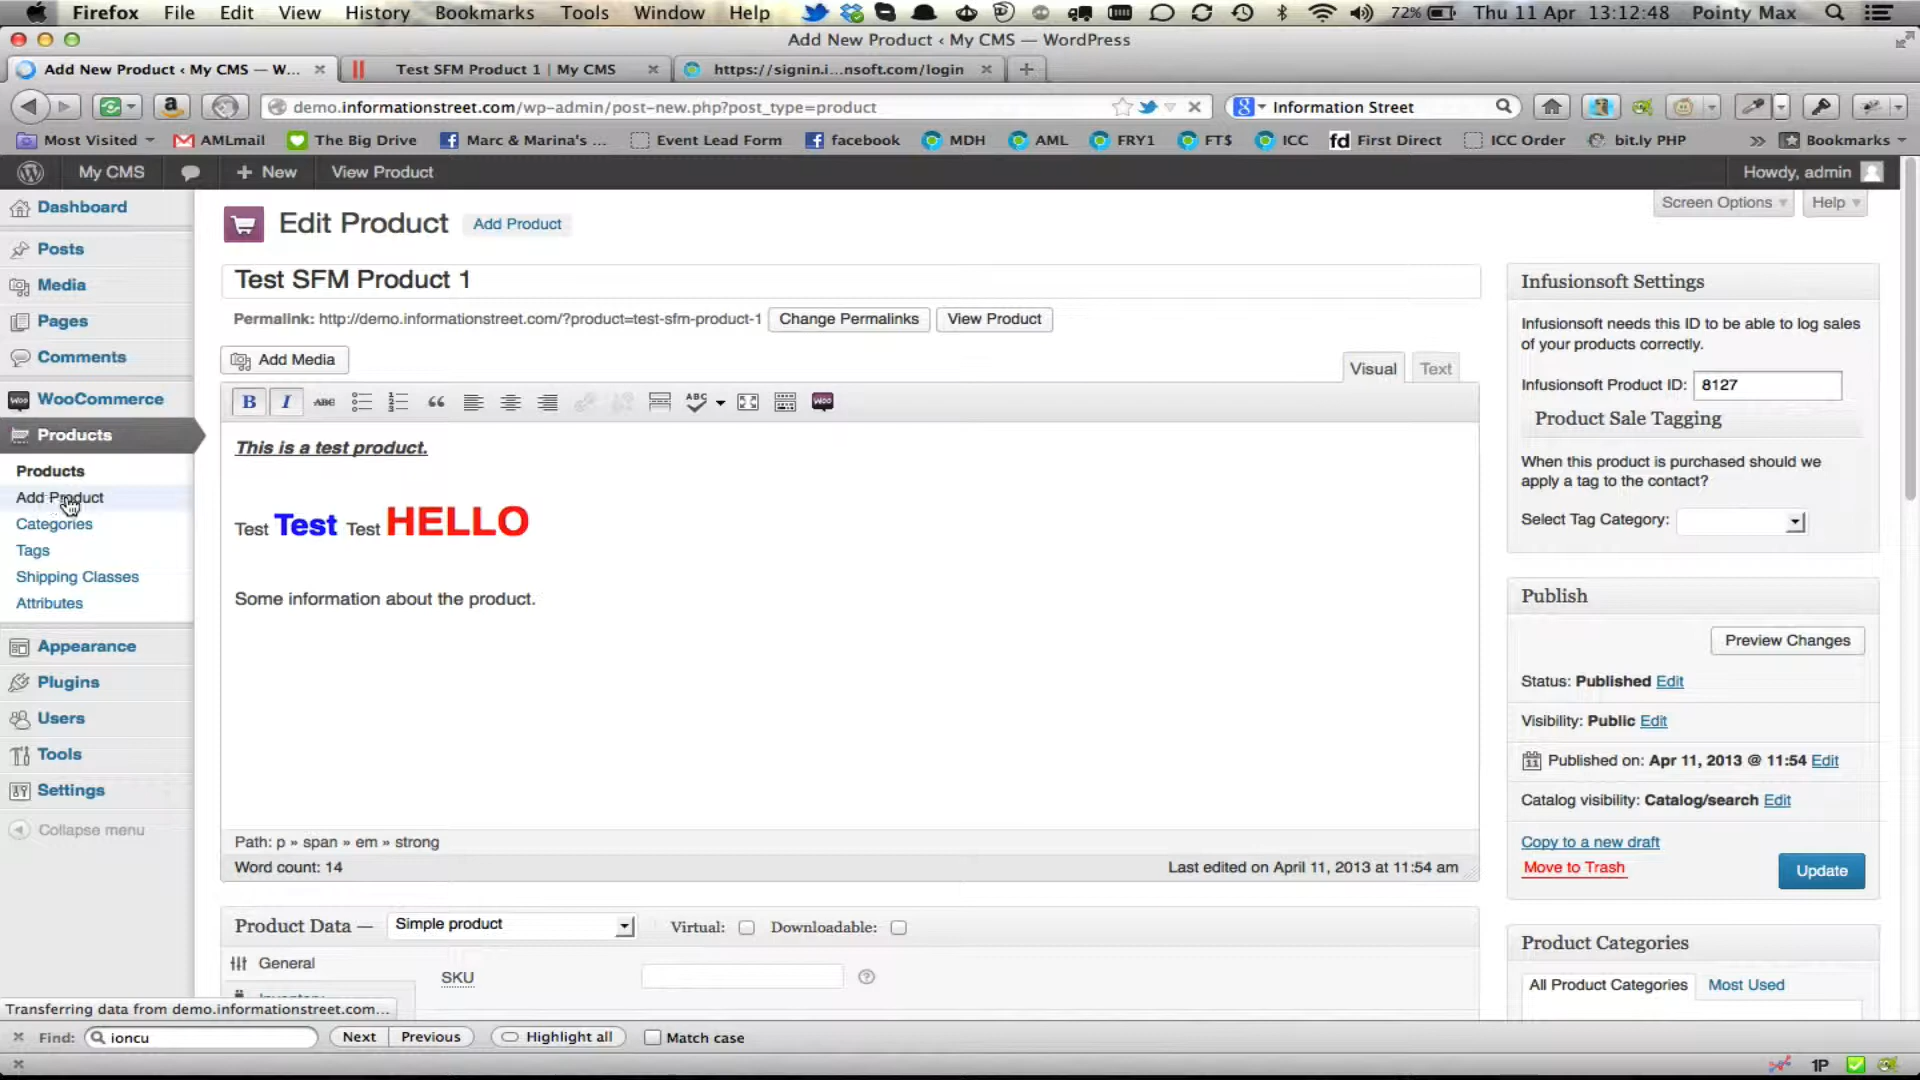 Firefox File Edit View History Bookmarks Tools Window Help 72% Thu 11 Apr 13:12:48 Pointy Max
Add New Product ‹ My CMS — WordPress
Add New Product ‹ My CMS — W... Test SFM Product 1 | My CMS https://signin.i...nsoft.com/login
demo.informationstreet.com/wp-admin/post-new.php?post_type=product Information Street
Most Visited AMLmail The Big Drive Marc & Marina's ... Event Lead Form facebook MDH AML FRY1 FT$ ICC fd First Direct ICC Order bit.ly PHP » Bookmarks
My CMS + New View Product Howdy, admin
Screen Options Help
Dashboard
Posts
Media
Pages
Comments
WooCommerce
Products
Products
Add Product
Categories
Tags
Shipping Classes
Attributes
Appearance
Plugins
Users
Tools
Settings
Collapse menu
Edit Product Add Product
Test SFM Product 1
Permalink: http://demo.informationstreet.com/?product=test-sfm-product-1 Change Permalinks View Product
Add Media
Visual Text
B I ABC ABC Woo
This is a test product.
Test Test Test HELLO
Some information about the product.
Path: p » span » em » strong
Word count: 14 Last edited on April 11, 2013 at 11:54 am
Product Data — Simple product Virtual: Downloadable:
General
SKU
Inventory
Infusionsoft Settings
Infusionsoft needs this ID to be able to log sales
of your products correctly.
Infusionsoft Product ID: 8127
Product Sale Tagging
When this product is purchased should we
apply a tag to the contact?
Select Tag Category:
Publish
Preview Changes
Status: Published Edit
Visibility: Public Edit
Published on: Apr 11, 2013 @ 11:54 Edit
Catalog visibility: Catalog/search Edit
Copy to a new draft
Move to Trash
Update
Product Categories
All Product Categories Most Used
Transferring data from demo.informationstreet.com...
Find: ioncu Next Previous Highlight all Match case
1P